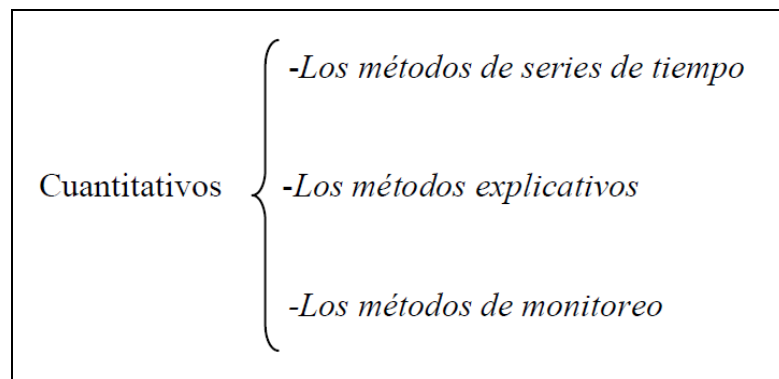 -Los métodos de series de tiempo
Cuantitativos
-Los métodos explicativos
-Los métodos de monitoreo